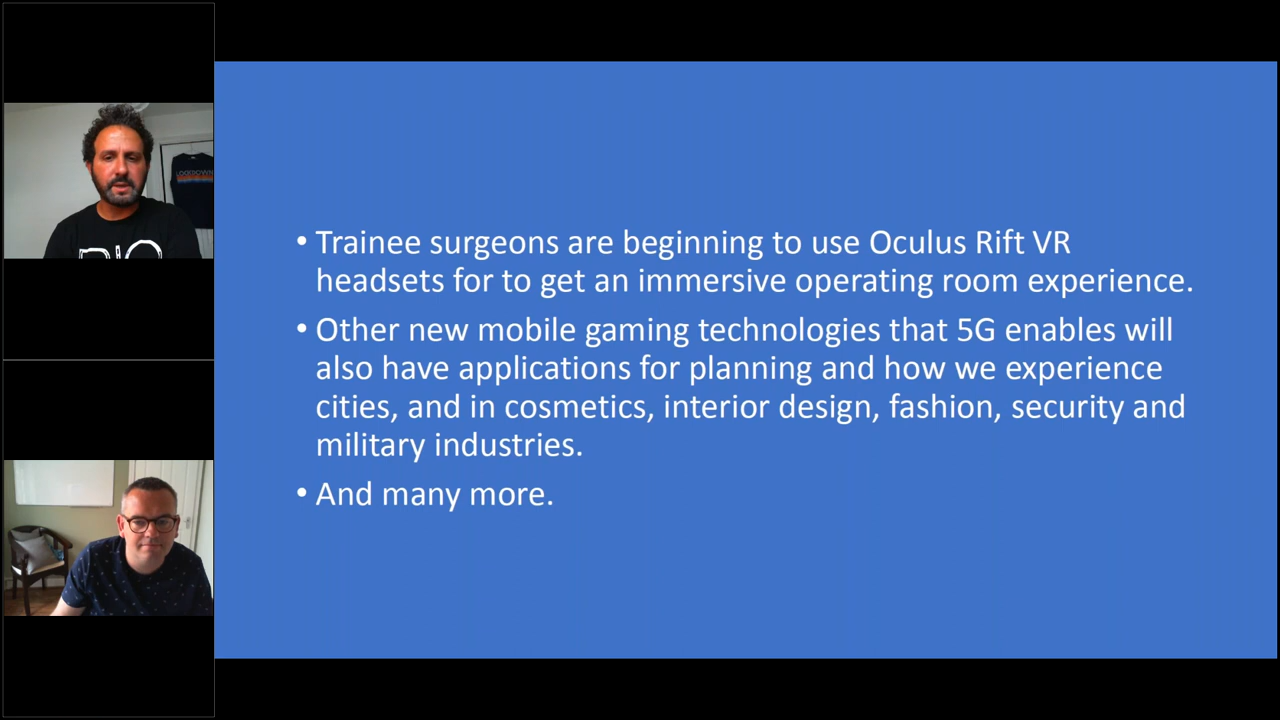 LOCKDOWN
RIO
• Trainee surgeons are beginning to use Oculus Rift VR
headsets for to get an immersive operating room experience.
• Other new mobile gaming technologies that 5G enables will
also have applications for planning and how we experience
cities, and in cosmetics, interior design, fashion, security and
military industries.
• And many more.